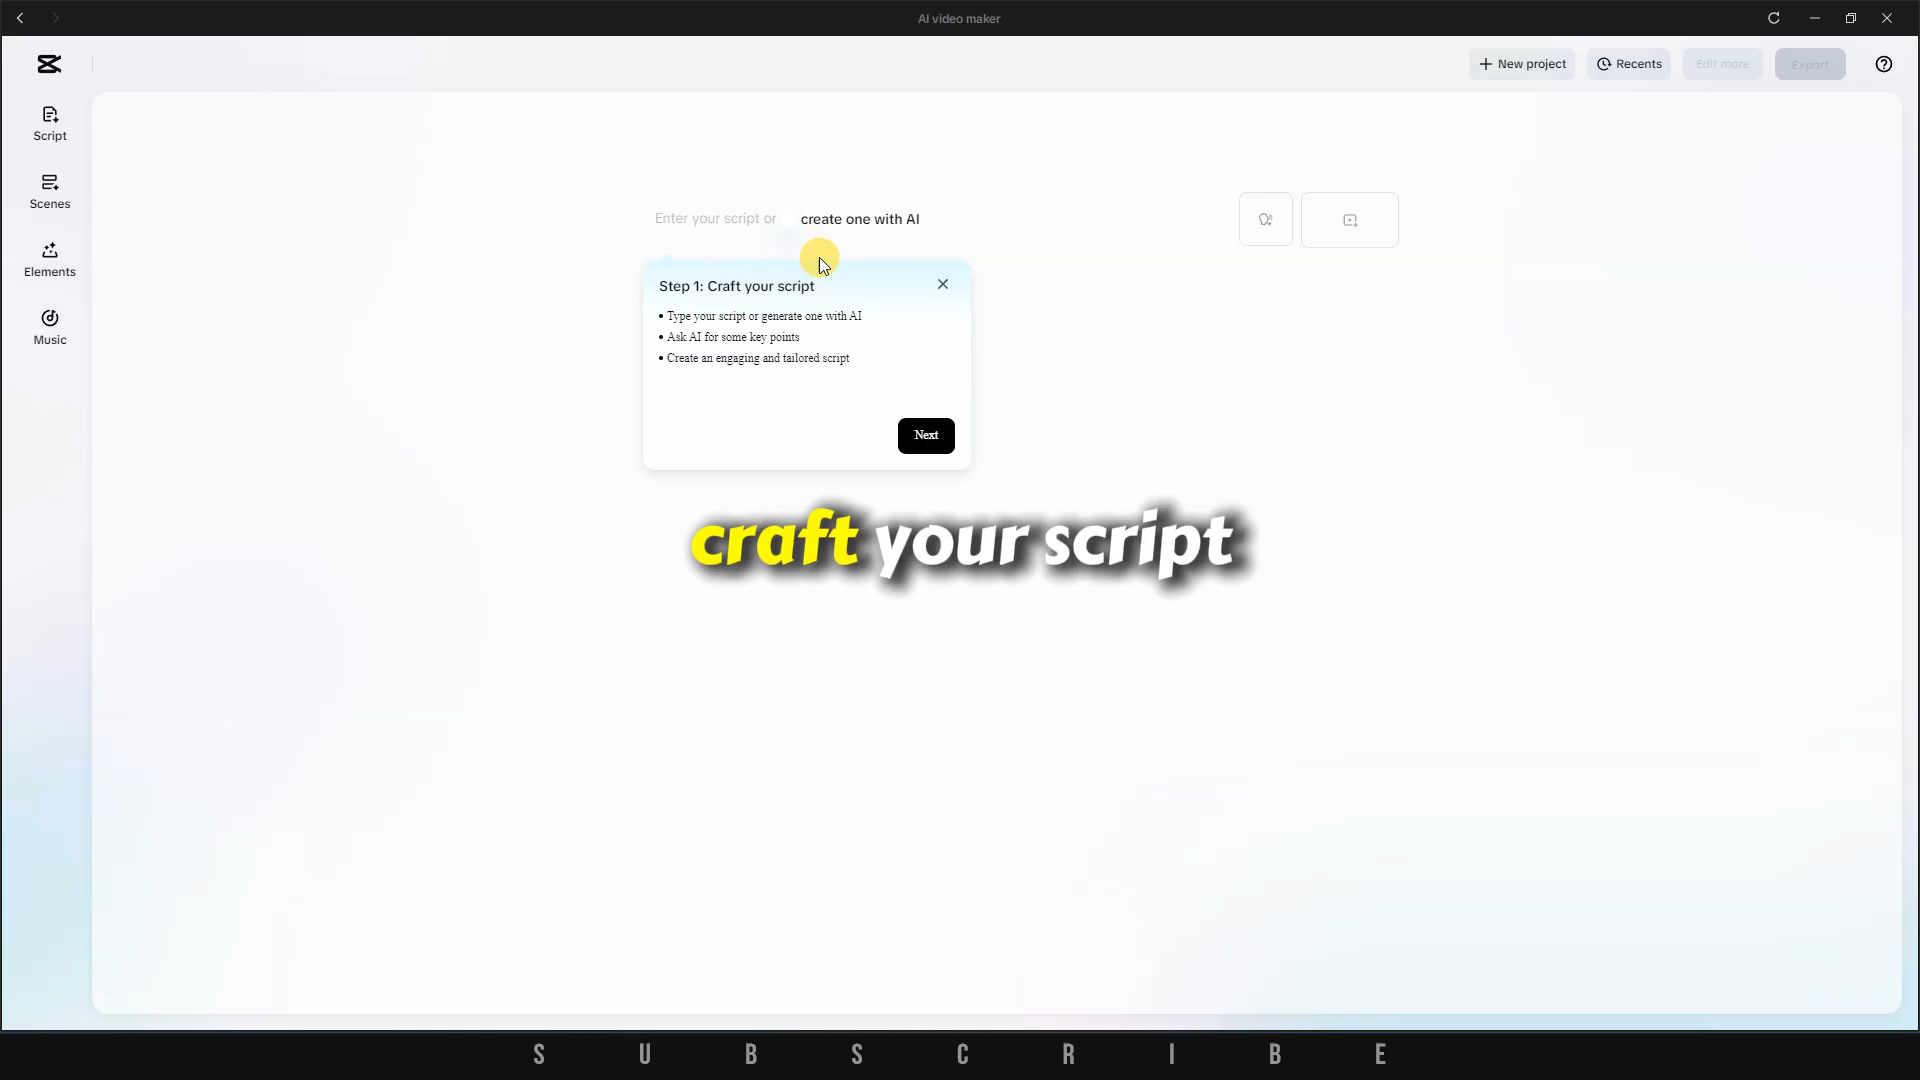 AI video maker
New project
Recents
Edit more
Export
Script
Scenes
Elements
Music
Enter your script or create one with AI
Step 1: Craft your script
• Type your script or generate one with AI
• Ask AI for some key points
• Create an engaging and tailored script
Next
craft your script
SUBSCRIBE